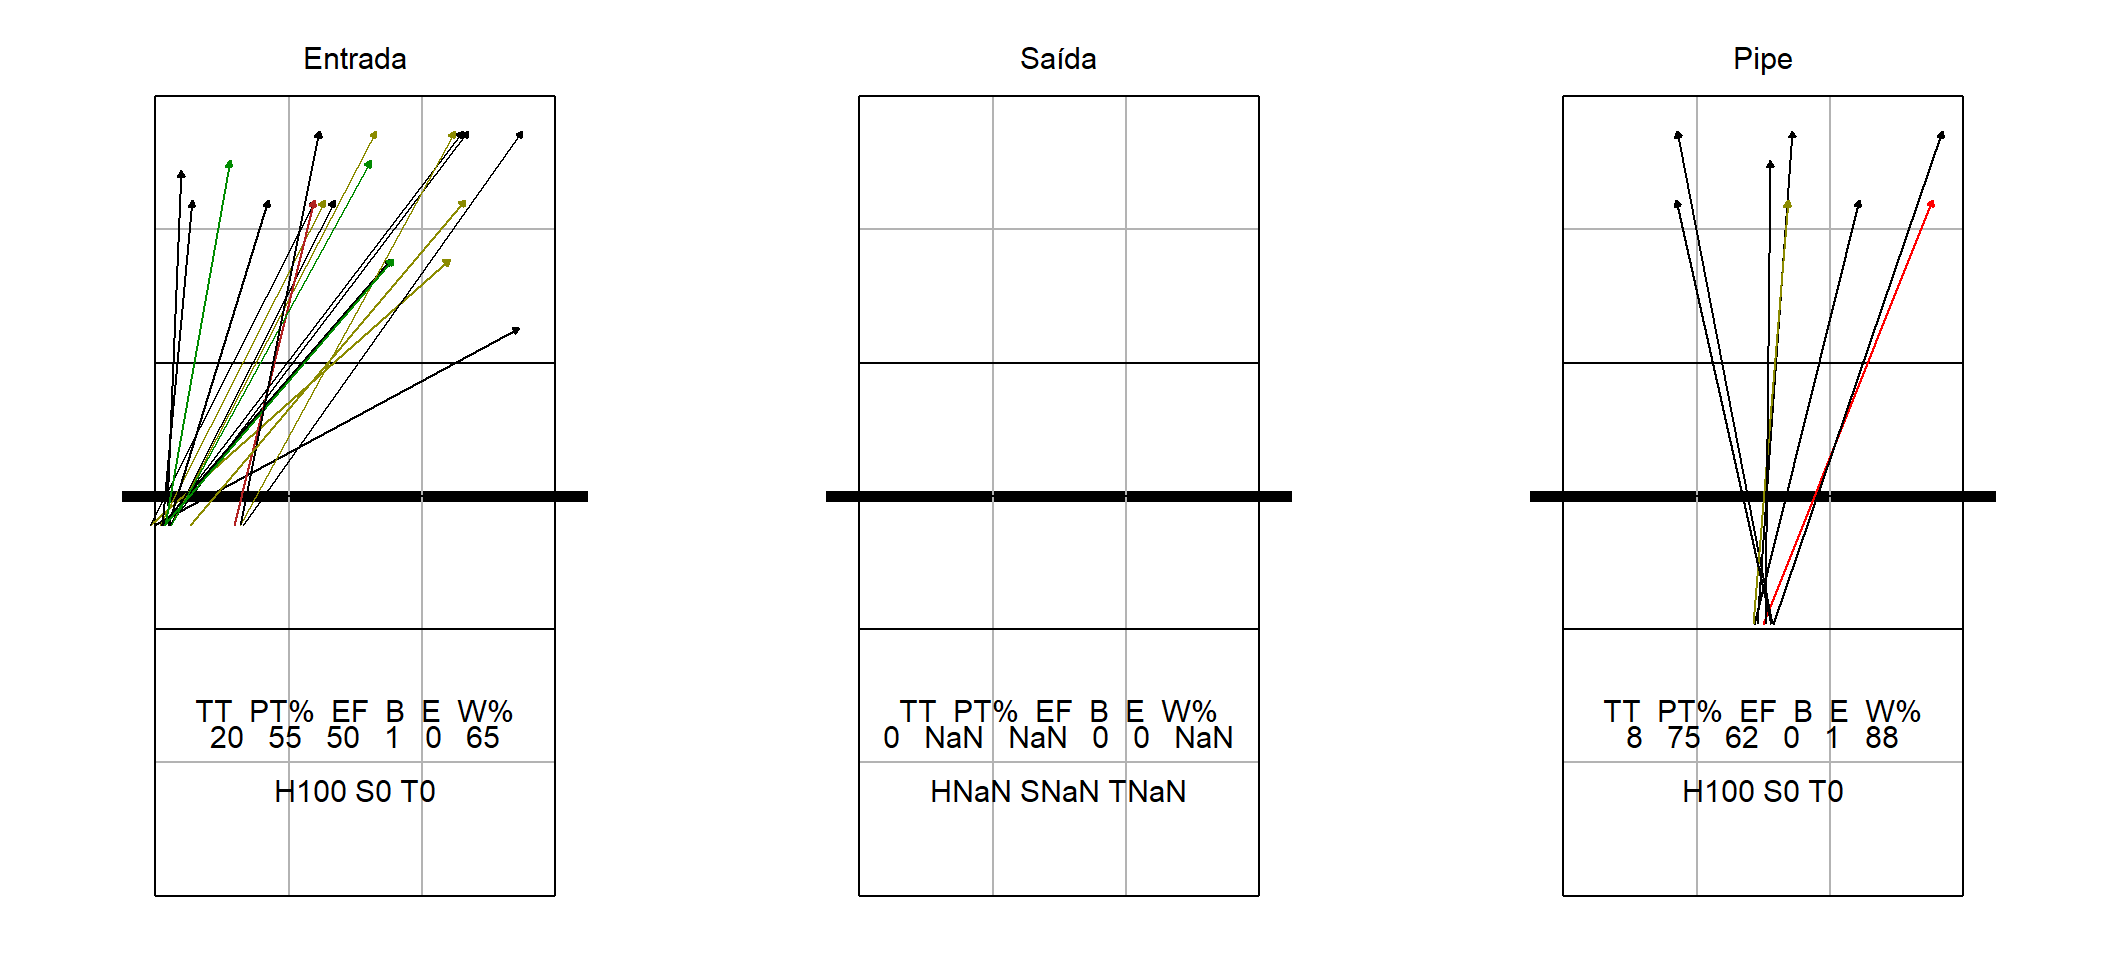 Entrada
TT PT% EF B E W%
20 55 50 1 0 65
H100 S0 T0
Saída
TT PT% EF B E W%
0 NaN NaN 0 0 NaN
HNaN SNaN TNaN
Pipe
TT PT% EF B E W%
8 75 62 0 1 88
H100 S0 T0